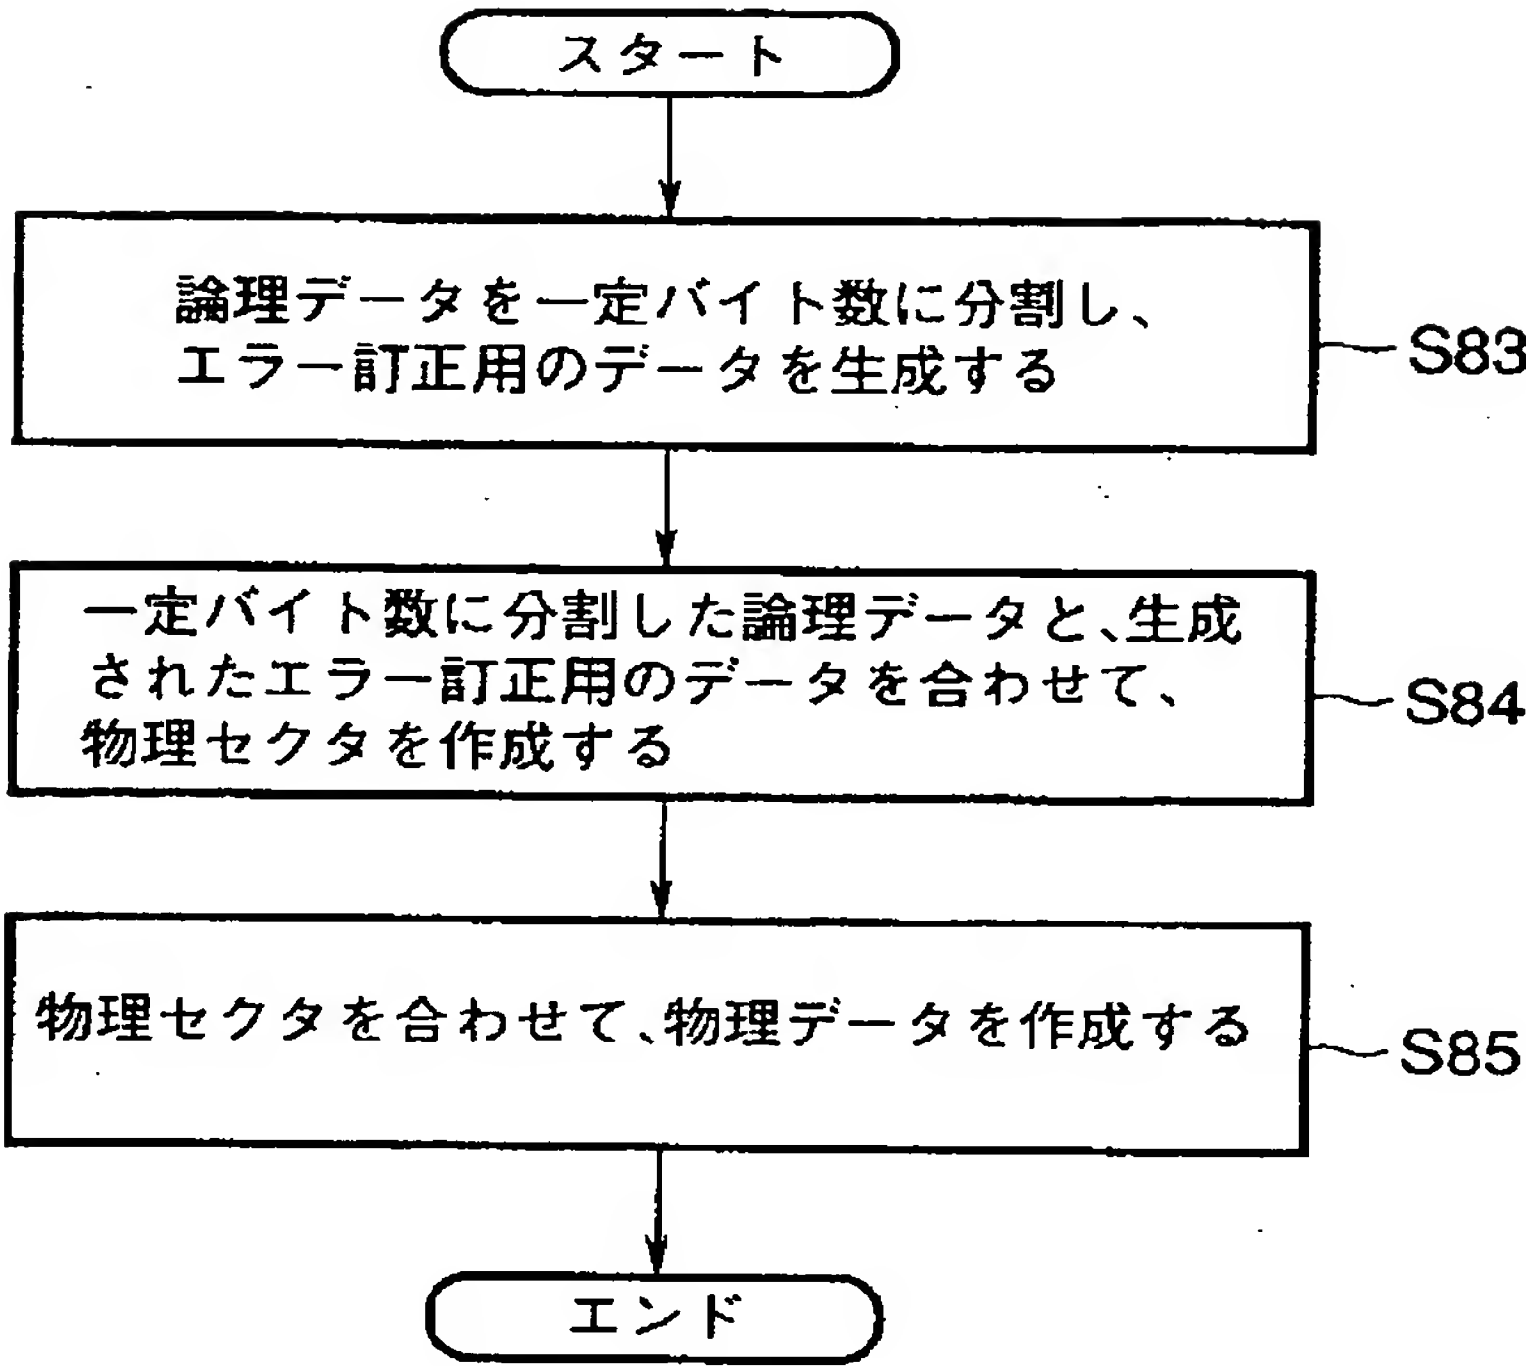 スタート
論理データを一定バイト数に分割し、
エラー訂正用のデータを生成する
S83
一定バイト数に分割した論理データと、生成
されたエラー訂正用のデータを合わせて、
物理セクタを作成する
S84
物理セクタを合わせて、物理データを作成する
S85
エンド